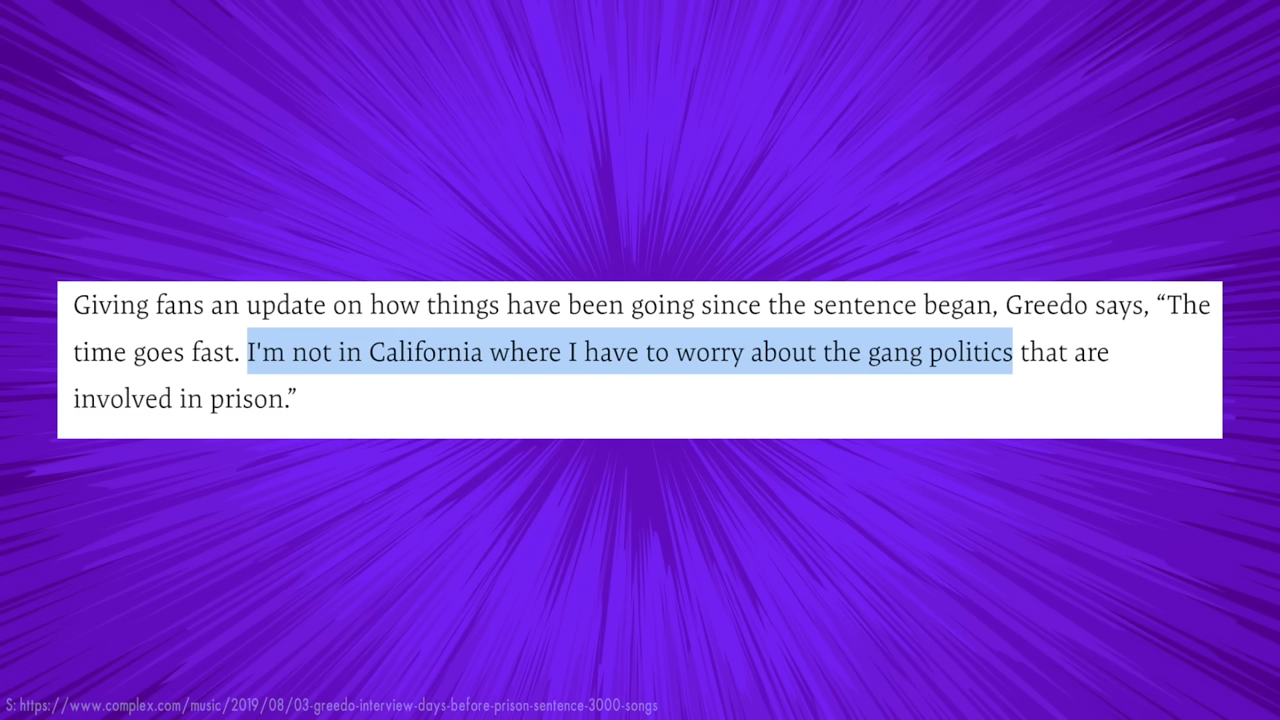 Giving fans an update on how things have been going since the sentence began, Greedo says, “The
time goes fast. I'm not in California where I have to worry about the gang politics that are
involved in prison.”
S: https://www.complex.com/music/2019/08/03-greedo-interview-days-before-prison-sentence-3000-songs